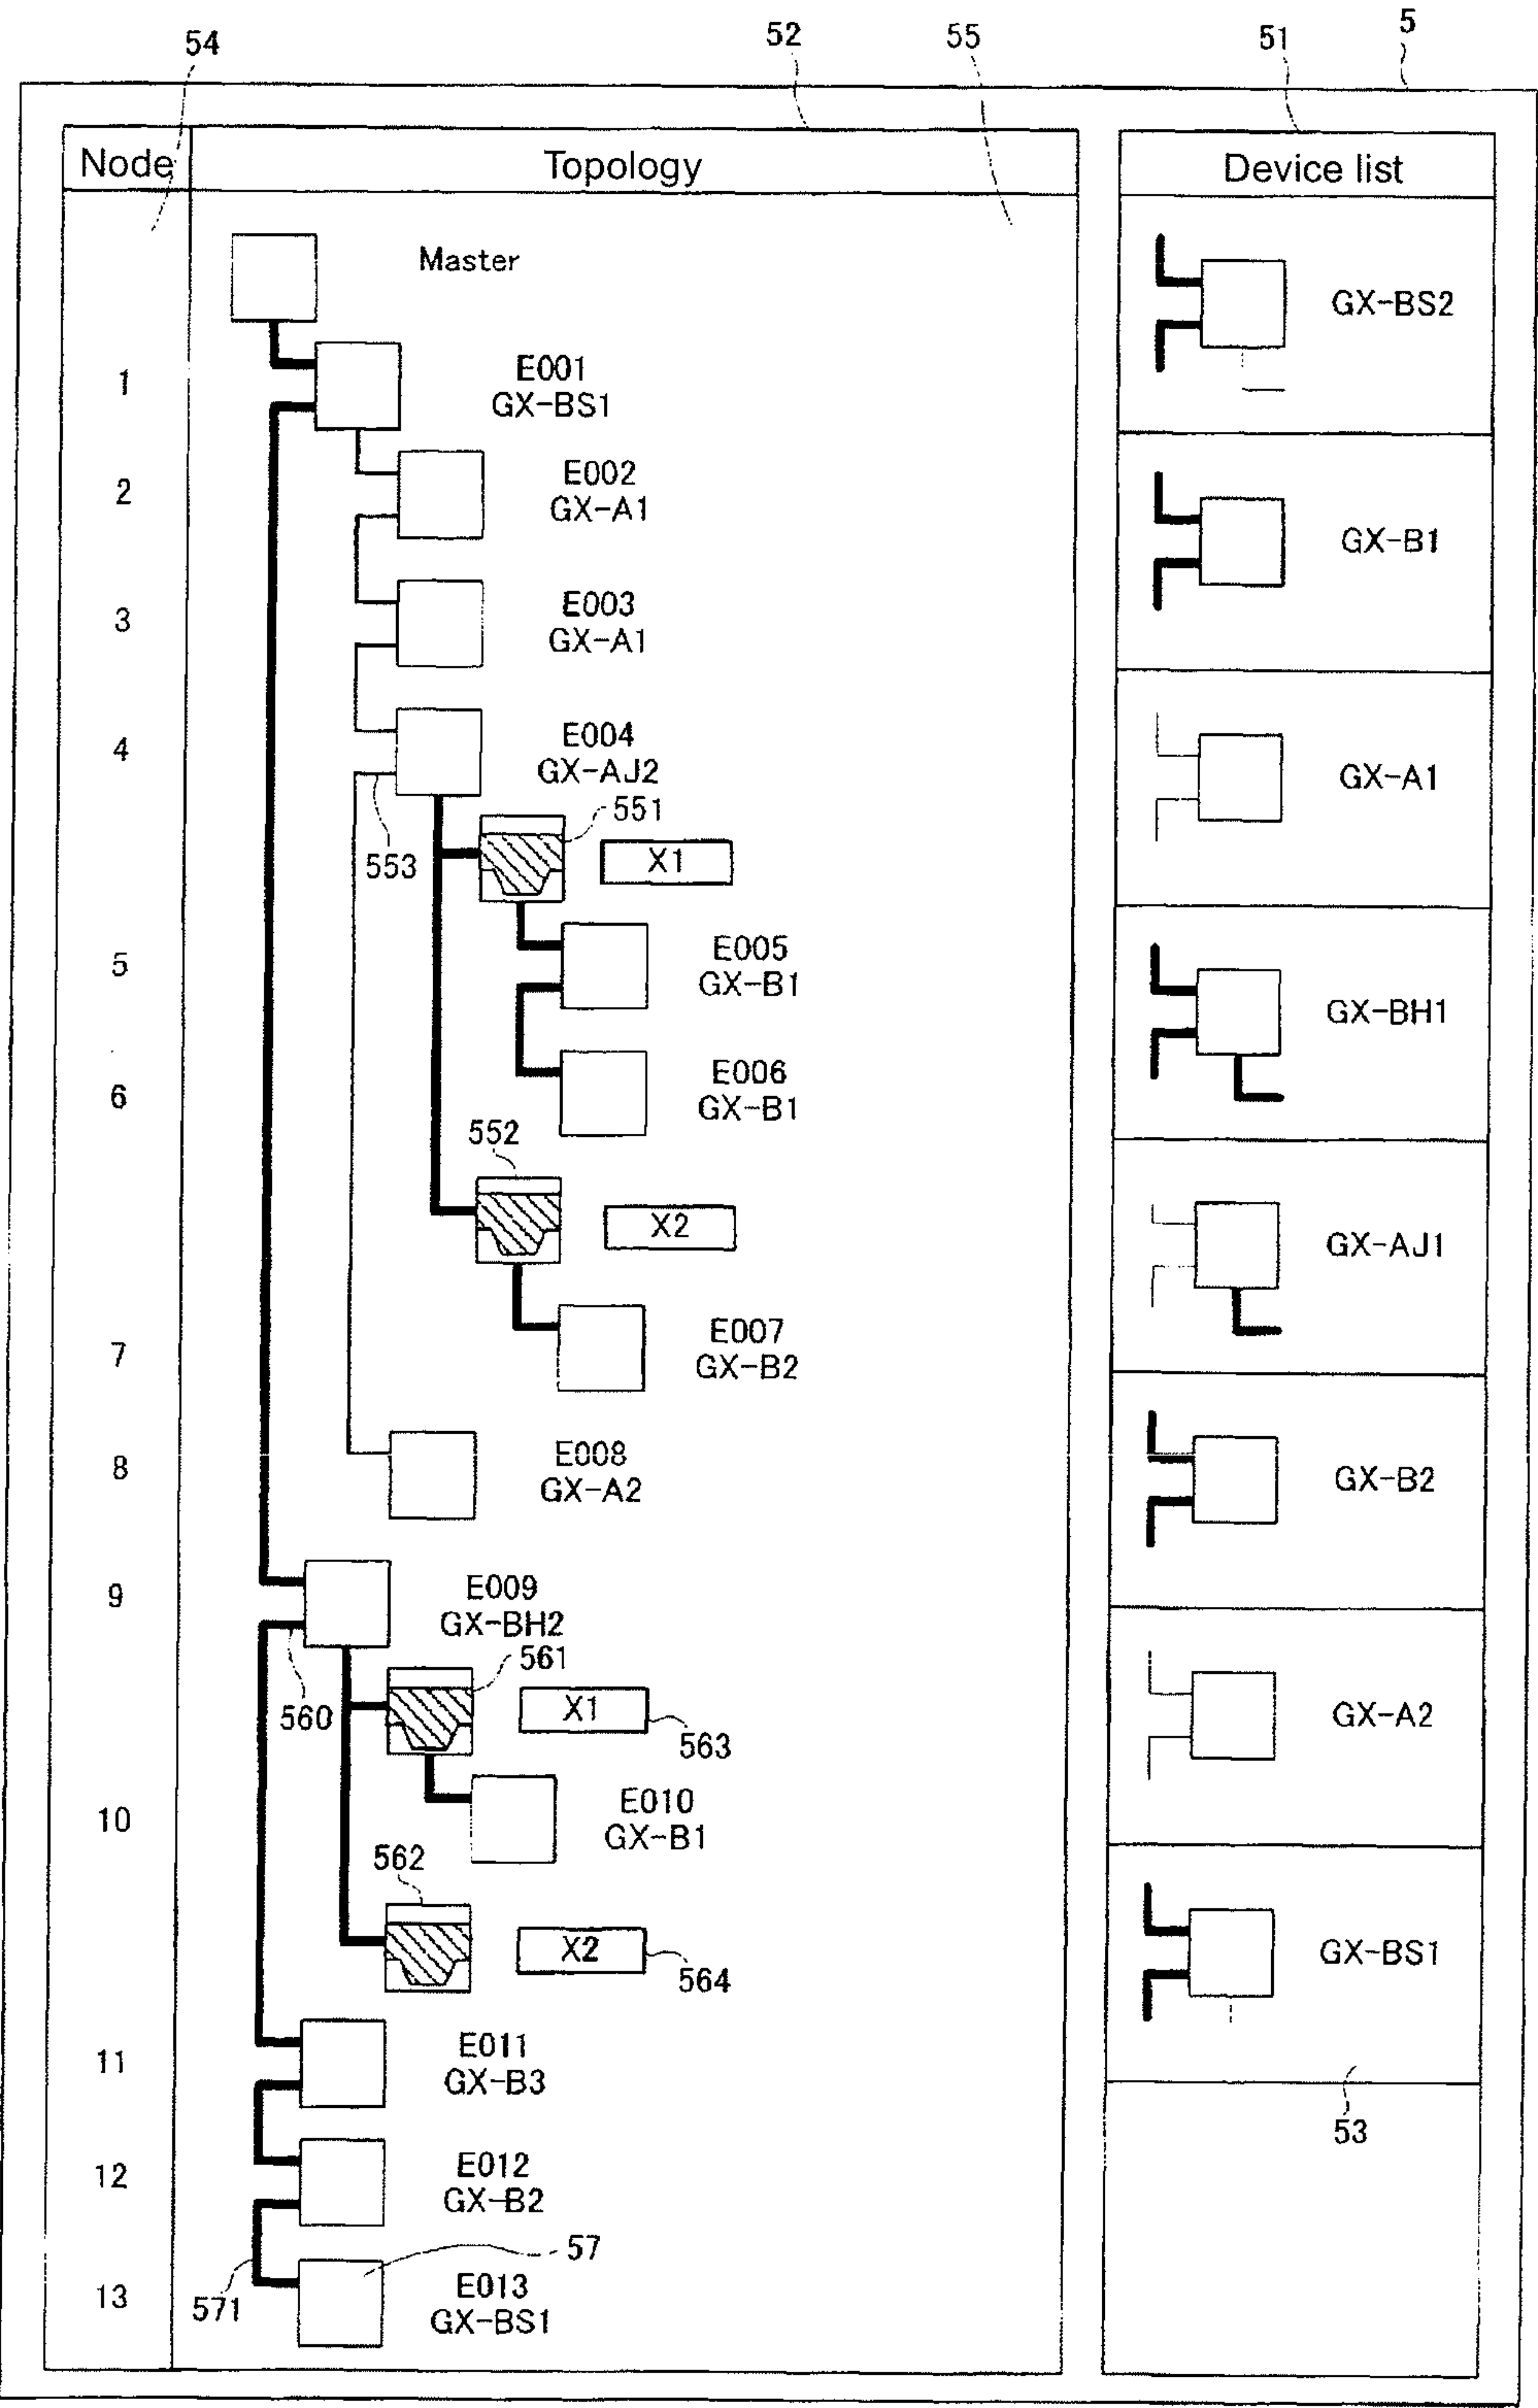 54
52
55
51
5
Node
Topology
Device list
Master
1
E001
GX-BS1
2
E002
GX-A1
3
E003
GX-A1
4
E004
GX-AJ2
551
553
X1
5
E005
GX-B1
6
E006
GX-B1
552
X2
7
E007
GX-B2
8
E008
GX-A2
9
E009
GX-BH2
561
560
X1
563
10
E010
GX-B1
562
X2
564
11
E011
GX-B3
12
E012
GX-B2
57
13
571
E013
GX-BS1
GX-BS2
GX-B1
GX-A1
GX-BH1
GX-AJ1
GX-B2
GX-A2
GX-BS1
53